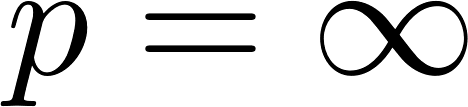 p = ∞